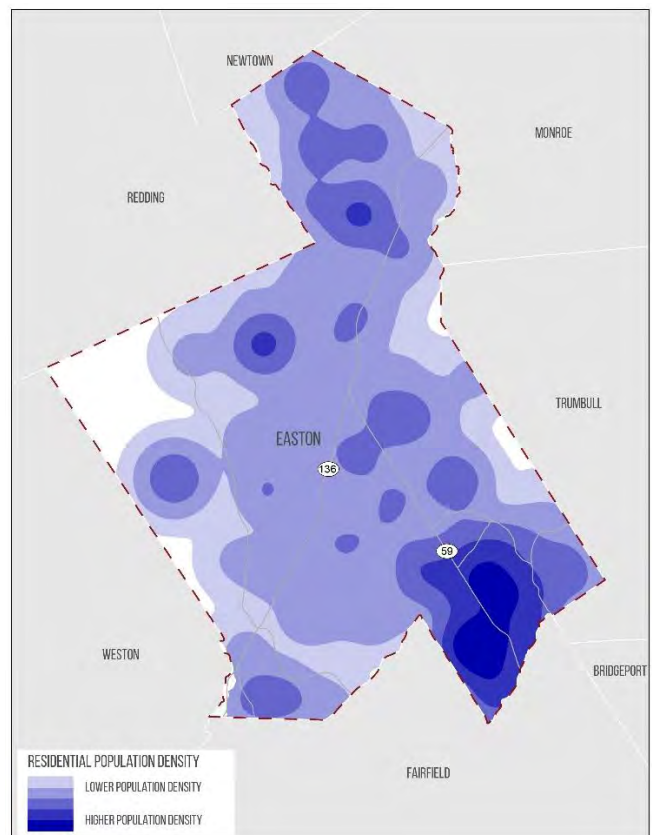 NEWTOWN
MONROE
REDDING
TRUMBULL
EASTON
136
59
WESTON
BRIDGEPORT
FAIRFIELD
RESIDENTIAL POPULATION DENSITY
LOWER POPULATION DENSITY
HIGHER POPULATION DENSITY